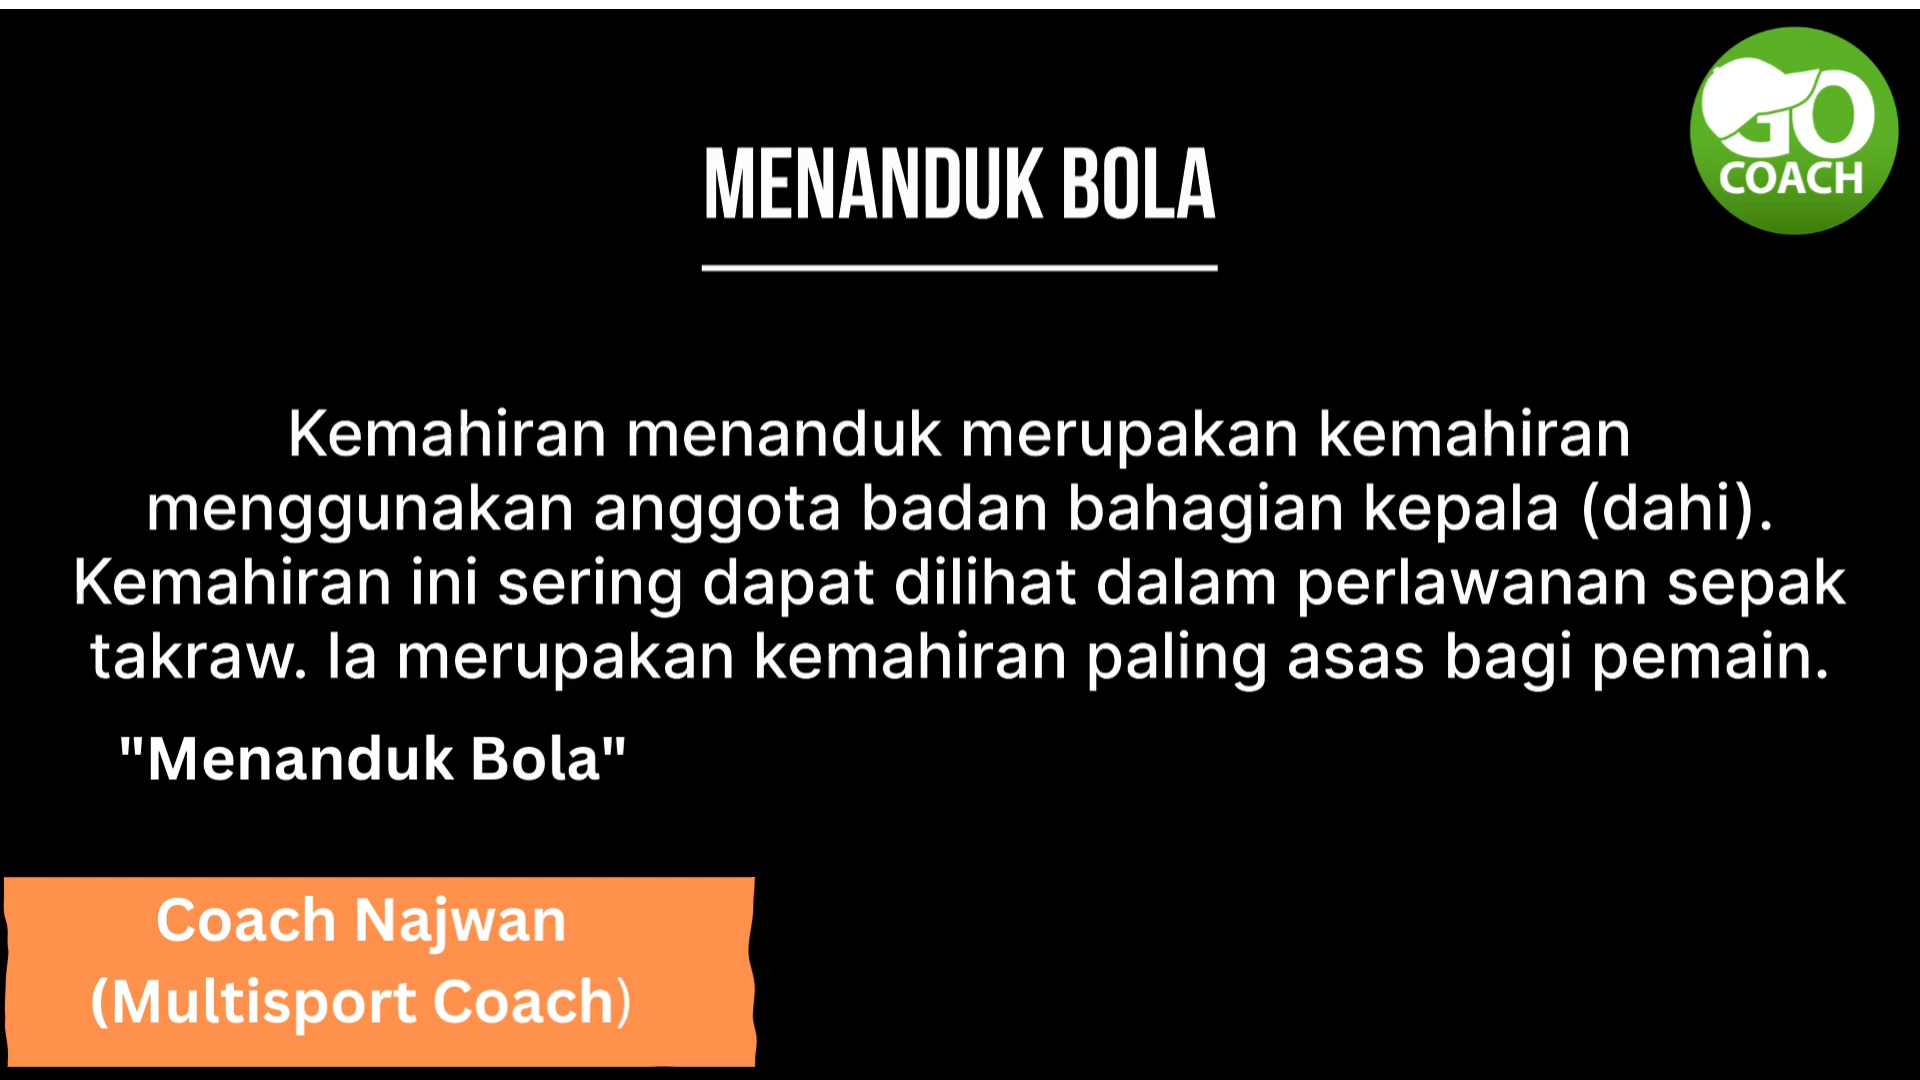 GO
COACH
MENANDUK BOLA
Kemahiran menanduk merupakan kemahiran
menggunakan anggota badan bahagian kepala (dahi).
Kemahiran ini sering dapat dilihat dalam perlawanan sepak
takraw. Ia merupakan kemahiran paling asas bagi pemain.
"Menanduk Bola"
Coach Najwan
(Multisport Coach)